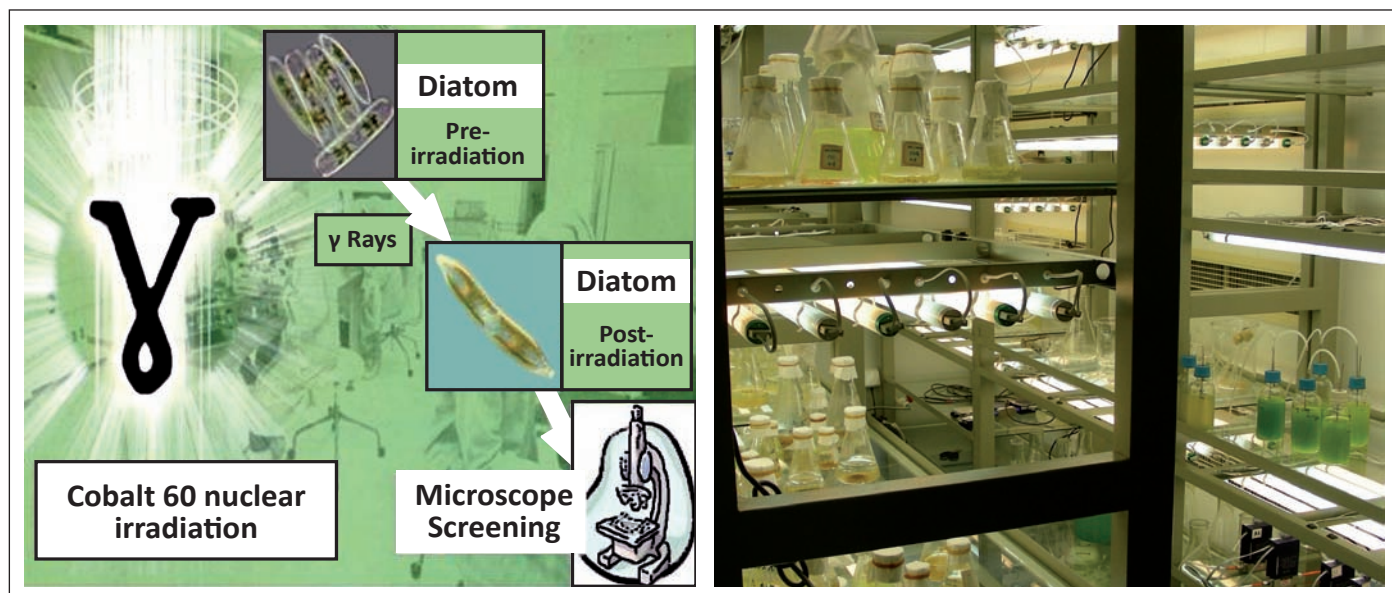 Diatom
Pre-
irradiation
γ Rays
Diatom
Post-
irradiation
Cobalt 60 nuclear
irradiation
Microscope
Screening